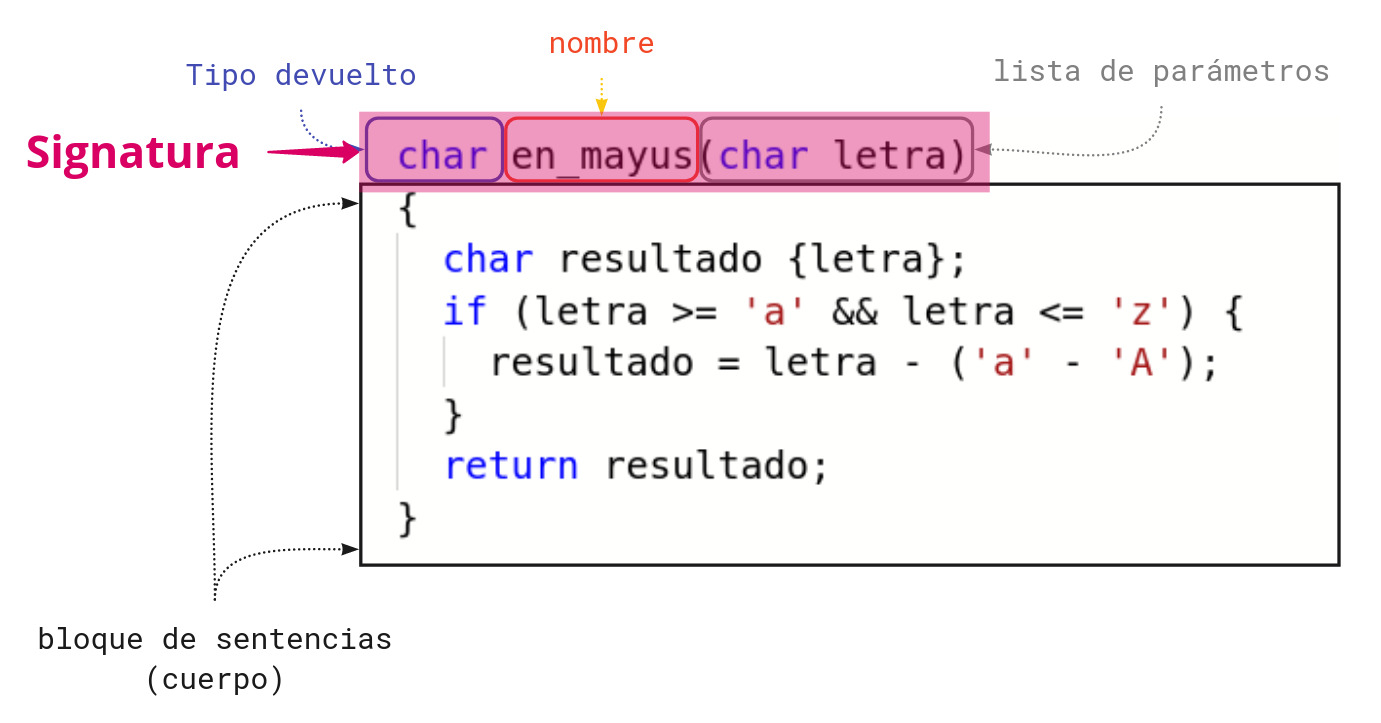 nombre
Tipo devuelto
lista de parámetros
Signatura
char en_mayus(char letra)
{
char resultado {letra};
if (letra >= 'a' && letra <= 'z') {
resultado = letra - ('a' - 'A');
}
return resultado;
}
bloque de sentencias
(cuerpo)